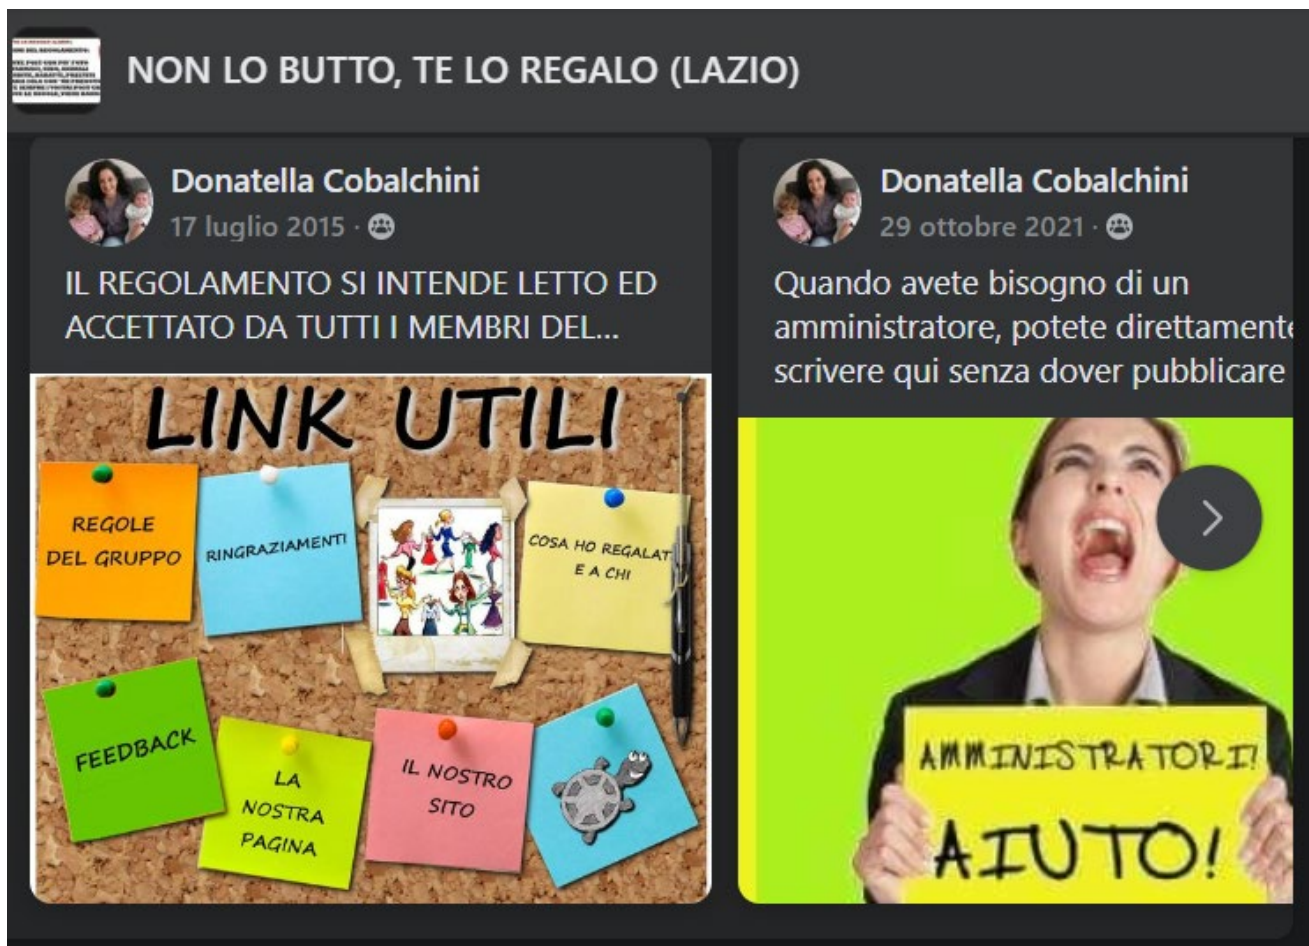 NON LO BUTTO, TE LO REGALO (LAZIO)
Donatella Cobalchini
17 luglio 2015 ·
IL REGOLAMENTO SI INTENDE LETTO ED
ACCETTATO DA TUTTI I MEMBRI DEL...
LINK UTILI
REGOLE
DEL GRUPPO
RINGRAZIAMENTI
COSA HO REGALAT
E A CHI
FEEDBACK
LA
NOSTRA
PAGINA
IL NOSTRO
SITO
Donatella Cobalchini
29 ottobre 2021 ·
Quando avete bisogno di un
amministratore, potete direttamente
scrivere qui senza dover pubblicare
AMMINISTRATORI!
AIUTO!